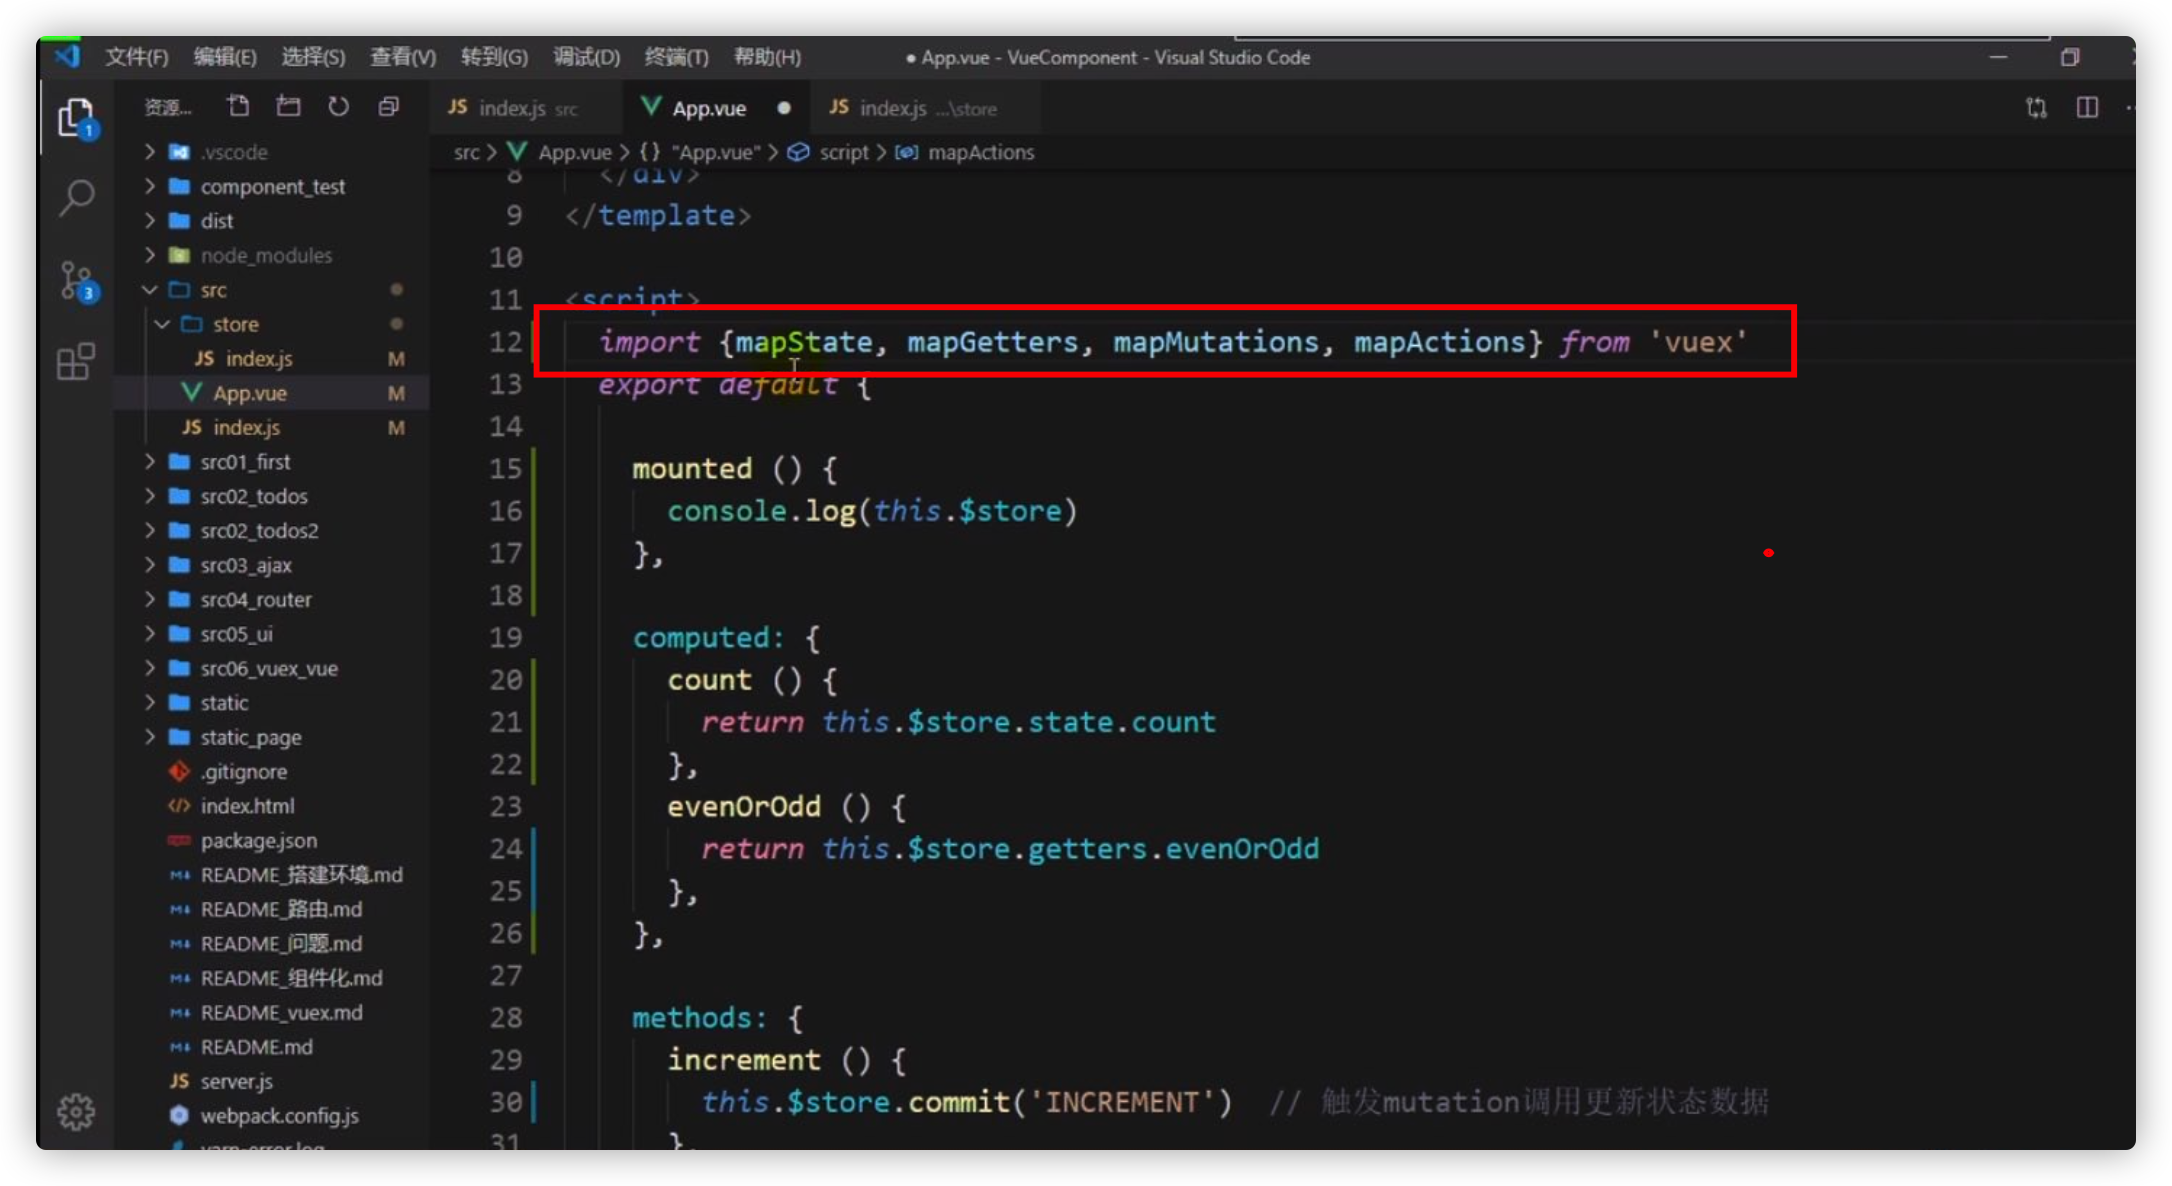 文件(F) 编辑(E) 选择(S) 查看(V) 转到(G) 调试(D) 终端(T) 帮助(H) ● App.vue - VueComponent - Visual Studio Code
资源... JS index.js src App.vue ● JS index.js ...\store
src > App.vue > {} "App.vue" > script > mapActions
1
3
.vscode
component_test
dist
node_modules
src
store
JS index.js M
App.vue M
JS index.js M
src01_first
src02_todos
src02_todos2
src03_ajax
src04_router
src05_ui
src06_vuex_vue
static
static_page
.gitignore
index.html
package.json
README_搭建环境.md
README_路由.md
README_问题.md
README_组件化.md
README_vuex.md
README.md
JS server.js
webpack.config.js
yarn-error.log
8 </div>
9 </template>
10
11 <script>
12 import {mapState, mapGetters, mapMutations, mapActions} from 'vuex'
13 export default {
14
15 mounted () {
16 console.log(this.$store)
17 },
18
19 computed: {
20 count () {
21 return this.$store.state.count
22 },
23 evenOrOdd () {
24 return this.$store.getters.evenOrOdd
25 },
26 },
27
28 methods: {
29 increment () {
30 this.$store.commit('INCREMENT') // 触发mutation调用更新状态数据
31 },